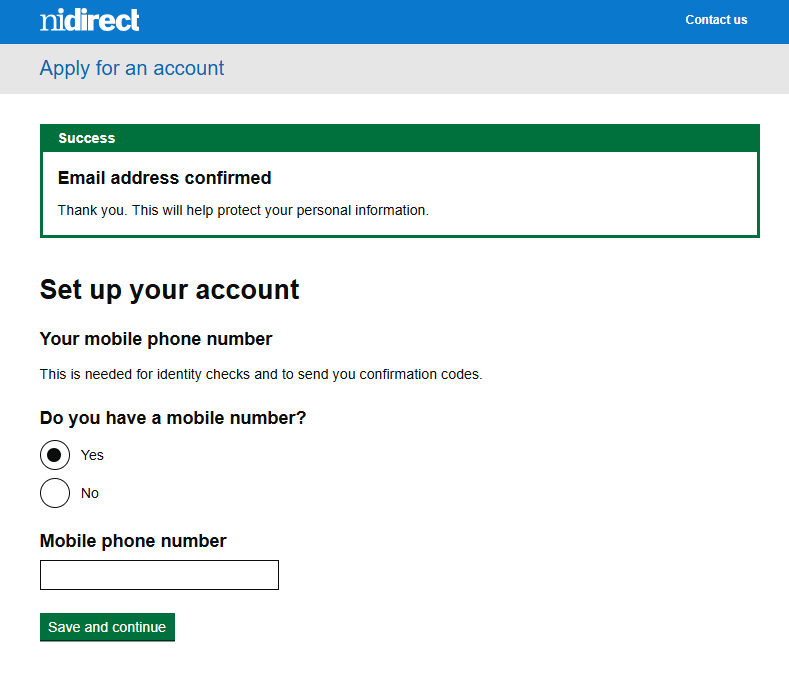 nidirect
Contact us
Apply for an account
Success
Email address confirmed
Thank you. This will help protect your personal information.
Set up your account
Your mobile phone number
This is needed for identity checks and to send you confirmation codes.
Do you have a mobile number?
Yes
No
Mobile phone number
Save and continue